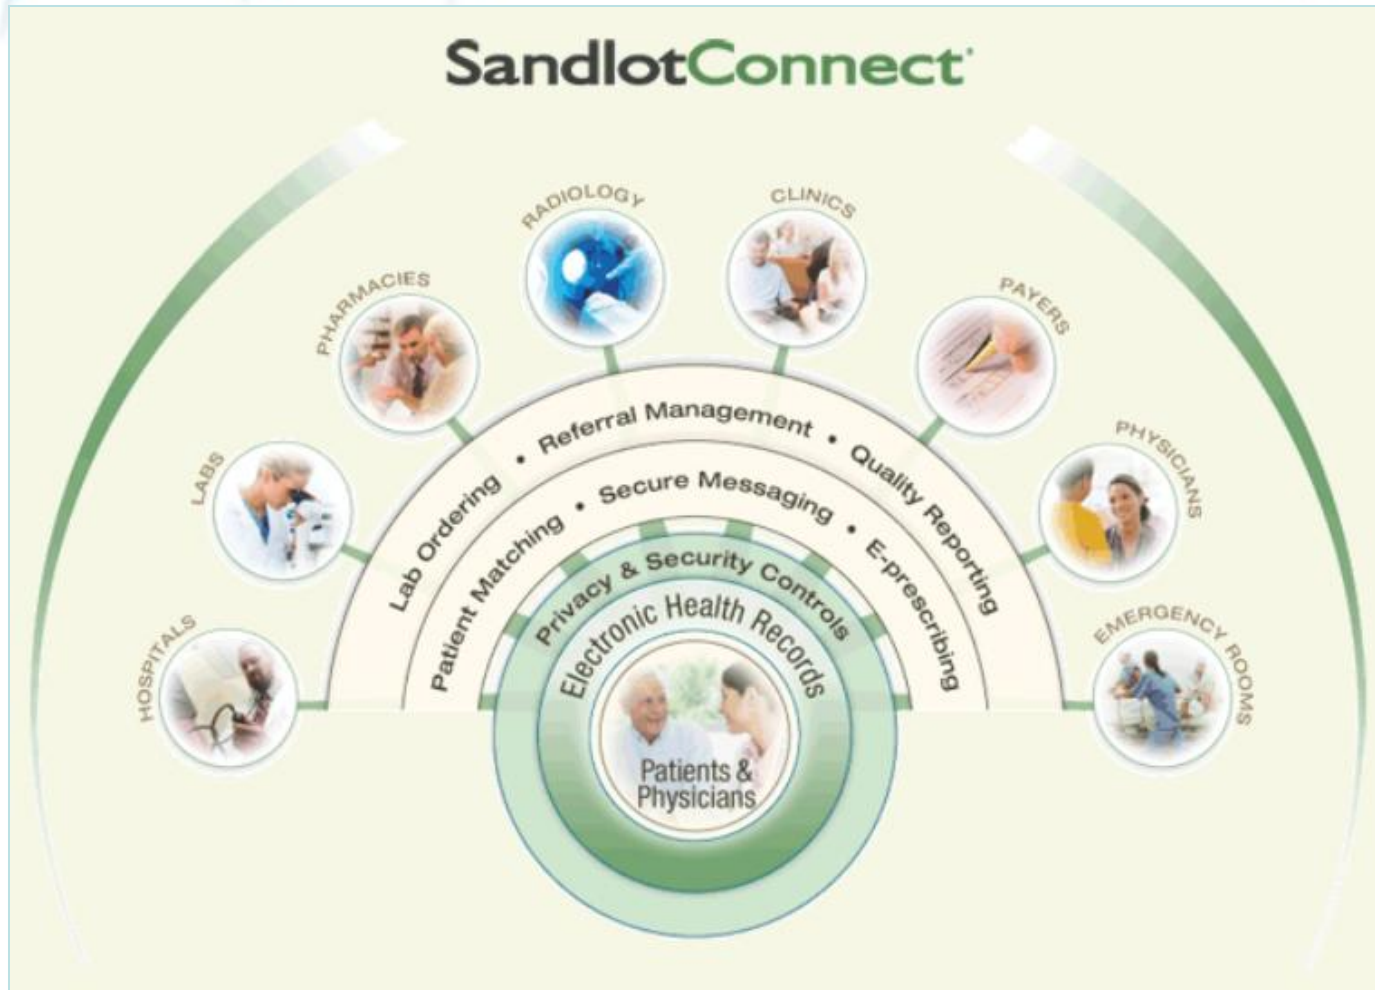 SandlotConnect
RADIOLOGY
CLINICS
PHARMACIES
PAYERS
LABS
PHYSICIANS
HOSPITALS
EMERGENCY ROOMS
Lab Ordering • Referral Management • Quality Reporting
Patient Matching • Secure Messaging • E-prescribing
Privacy & Security Controls
Electronic Health Records
Patients &
Physicians